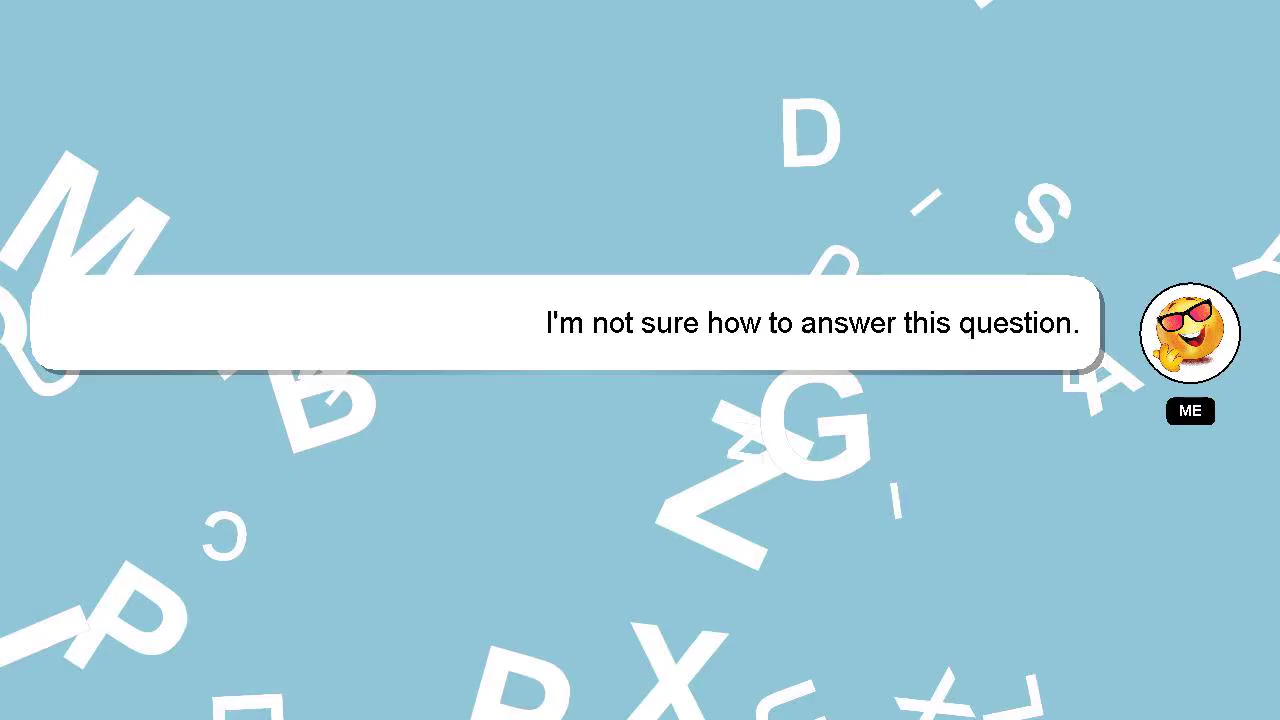 D
I
S
M
Y
D
I'm not sure how to answer this question.
ME
B
A
G
Z
Z
I
C
P
I
P
X
U
X